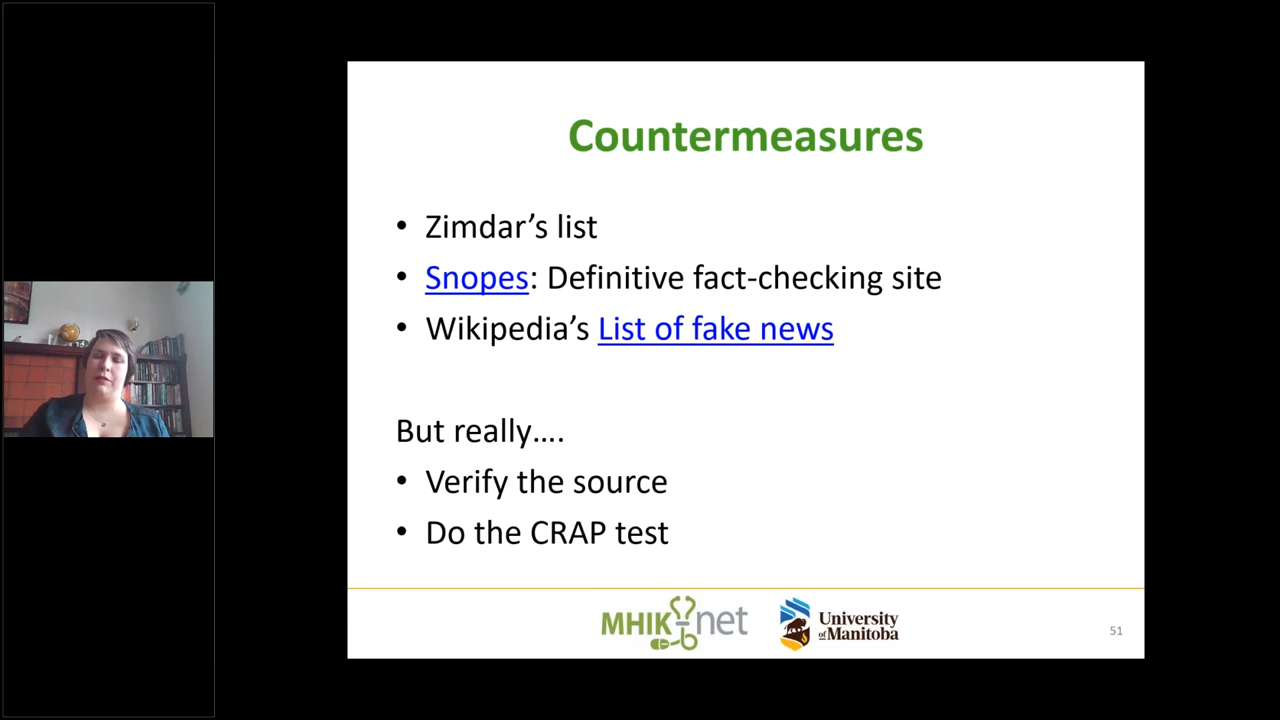 Countermeasures
• Zimdar’s list
• Snopes: Definitive fact-checking site
• Wikipedia’s List of fake news
But really….
• Verify the source
• Do the CRAP test
MHIK-net
University
of Manitoba
51